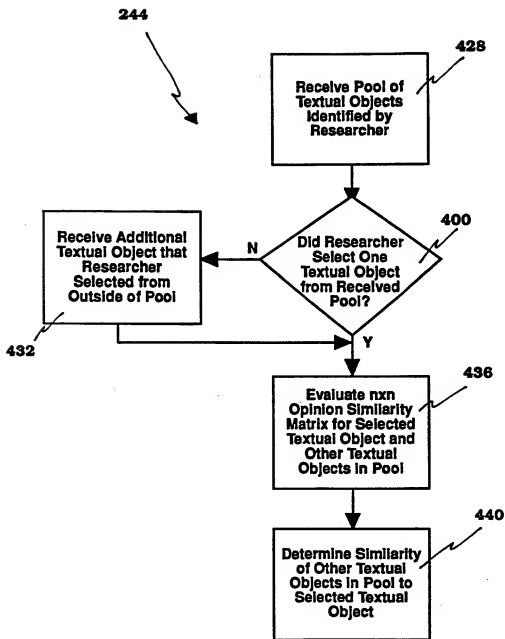 244
428
Receive Pool of
Textual Objects
Identified by
Researcher
400
Did Researcher
Select One
Textual Object
from Received
Pool?
N
Y
Receive Additional
Textual Object that
Researcher
Selected from
Outside of Pool
432
436
Evaluate nxn
Opinion Similarity
Matrix for Selected
Textual Object and
Other Textual
Objects in Pool
440
Determine Similarity
of Other Textual
Objects in Pool to
Selected Textual
Object